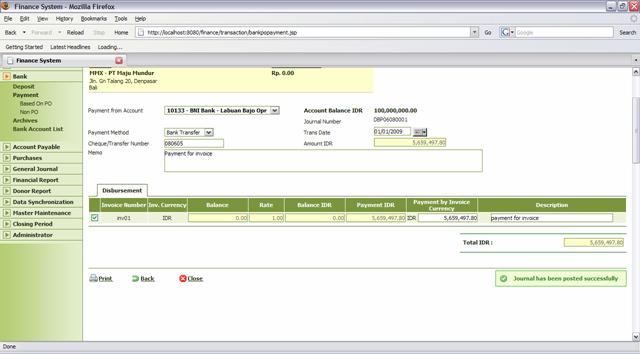 Finance System - Mozilla Firefox
File Edit View History Bookmarks Tools Help
Back Forward Reload Stop Home http://localhost:8080/finance/transaction/bankpopayment.jsp Go Google Search
Getting Started Latest Headlines Loading...
Finance System
Bank
Deposit
Payment
Based On PO
Non PO
Archives
Bank Account List
Account Payable
Purchases
General Journal
Financial Report
Donor Report
Data Synchronization
Master Maintenance
Closing Period
Administrator
MMX - PT Maju Mundur Rp. 0.00
Jln. Gn Talang 20, Denpasar
Bali
Payment from Account 10133 - BNI Bank - Labuan Bajo Opr Account Balance IDR 100,000,000.00
Journal Number DBP06080001
Payment Method Bank Transfer Trans Date 01/01/2009
Cheque/Transfer Number 080605 Amount IDR 5,659,497.80
Memo Payment for invoice
Disbursement
Invoice Number Inv. Currency Balance Rate Balance IDR Payment IDR Payment by Invoice Currency Description
inv01 IDR 0.00 1.00 0.00 5,659,497.80 IDR 5,659,497.80 payment for invoice
Total IDR : 5,659,497.80
Print Back Close Journal has been posted successfully
Done